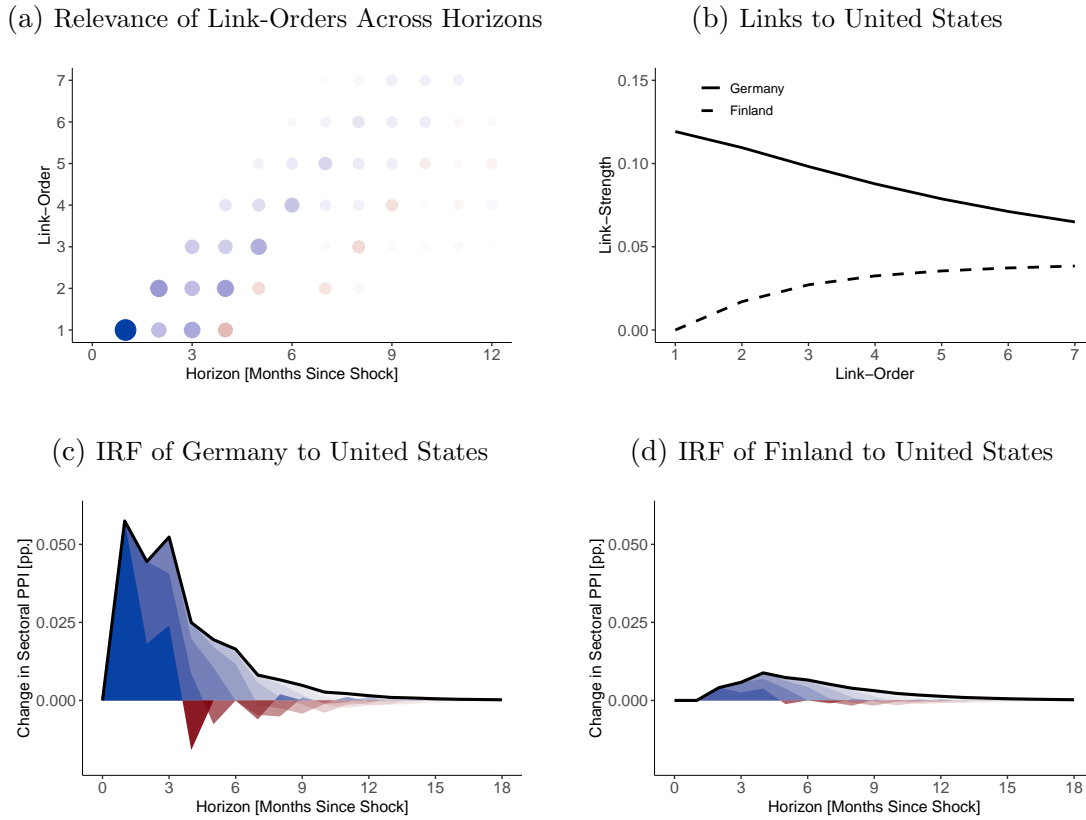 (a) Relevance of Link-Orders Across Horizons
7
6
5
4
3
2
1
Link−Order
0 3 6 9 12
Horizon [Months Since Shock]
(b) Links to United States
0.15
0.10
0.05
0.00
Link−Strength
Germany
Finland
1 2 3 4 5 6 7
Link−Order
(c) IRF of Germany to United States
0.050
0.025
0.000
Change in Sectoral PPI [pp.]
0 3 6 9 12 15 18
Horizon [Months Since Shock]
(d) IRF of Finland to United States
0.050
0.025
0.000
Change in Sectoral PPI [pp.]
0 3 6 9 12 15 18
Horizon [Months Since Shock]